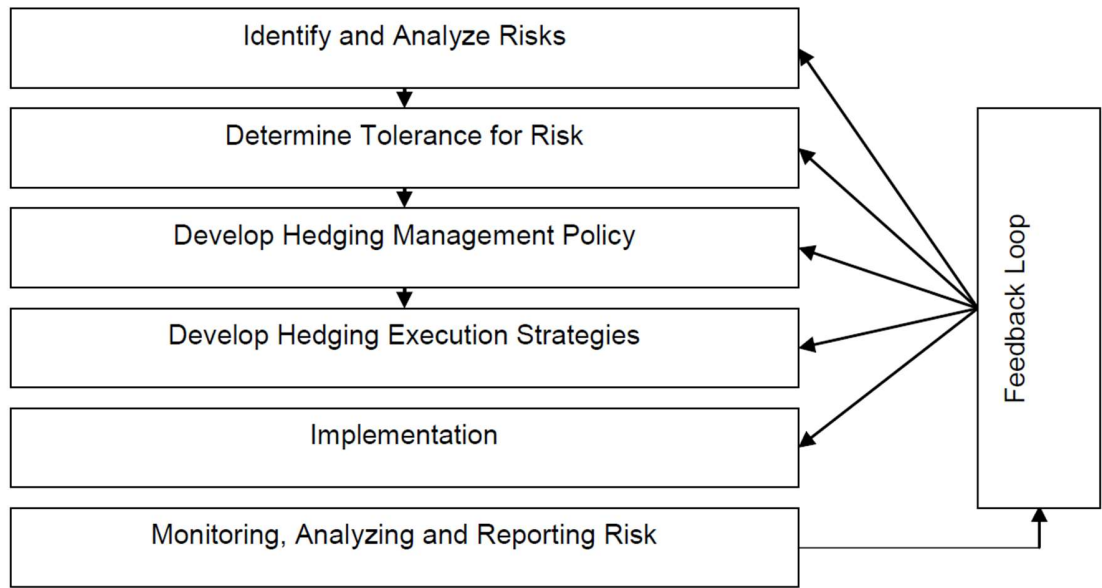 Identify and Analyze Risks
Determine Tolerance for Risk
Develop Hedging Management Policy
Develop Hedging Execution Strategies
Implementation
Monitoring, Analyzing and Reporting Risk
Feedback Loop